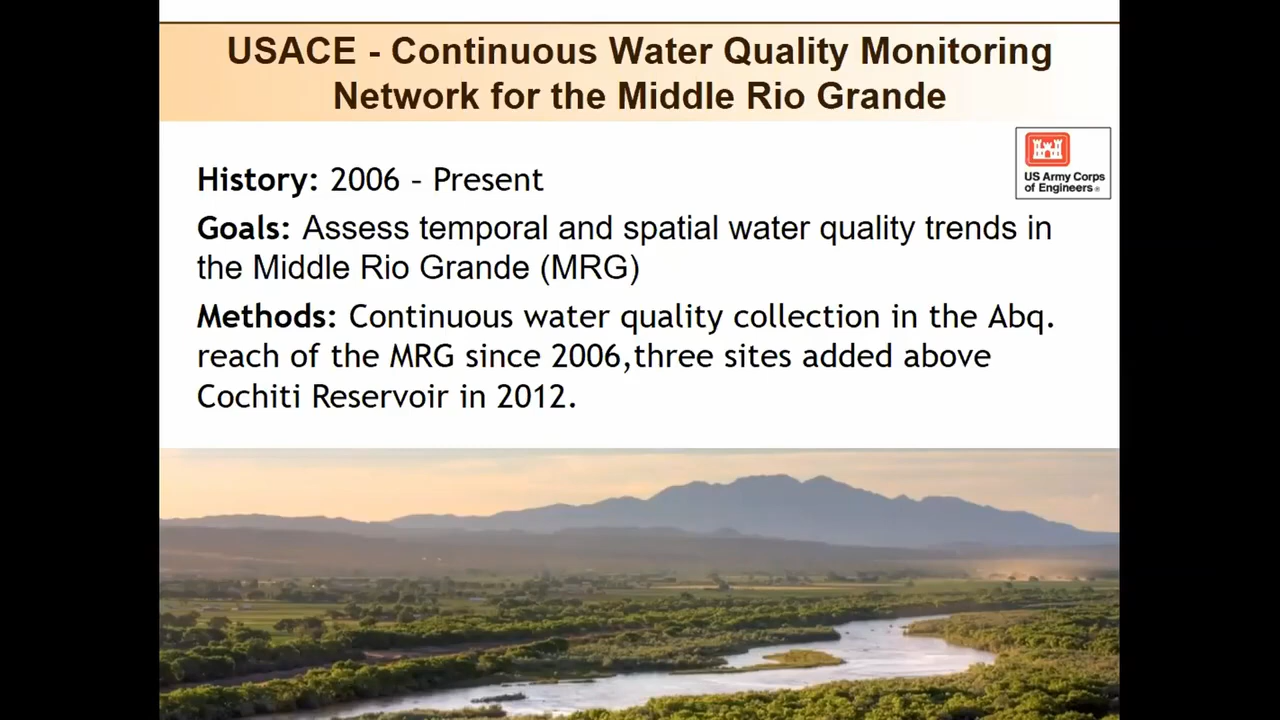 USACE - Continuous Water Quality Monitoring
Network for the Middle Rio Grande
US Army Corps
of Engineers®
History: 2006 – Present
Goals: Assess temporal and spatial water quality trends in
the Middle Rio Grande (MRG)
Methods: Continuous water quality collection in the Abq.
reach of the MRG since 2006,three sites added above
Cochiti Reservoir in 2012.